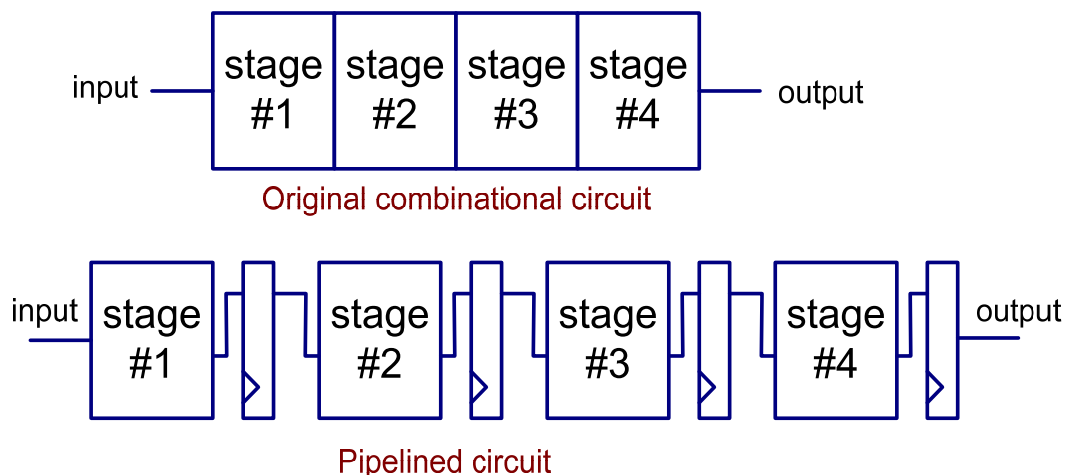 input
stage
#1
stage
#2
stage
#3
stage
#4
output
Original combinational circuit
input
stage
#1
stage
#2
stage
#3
stage
#4
output
Pipelined circuit